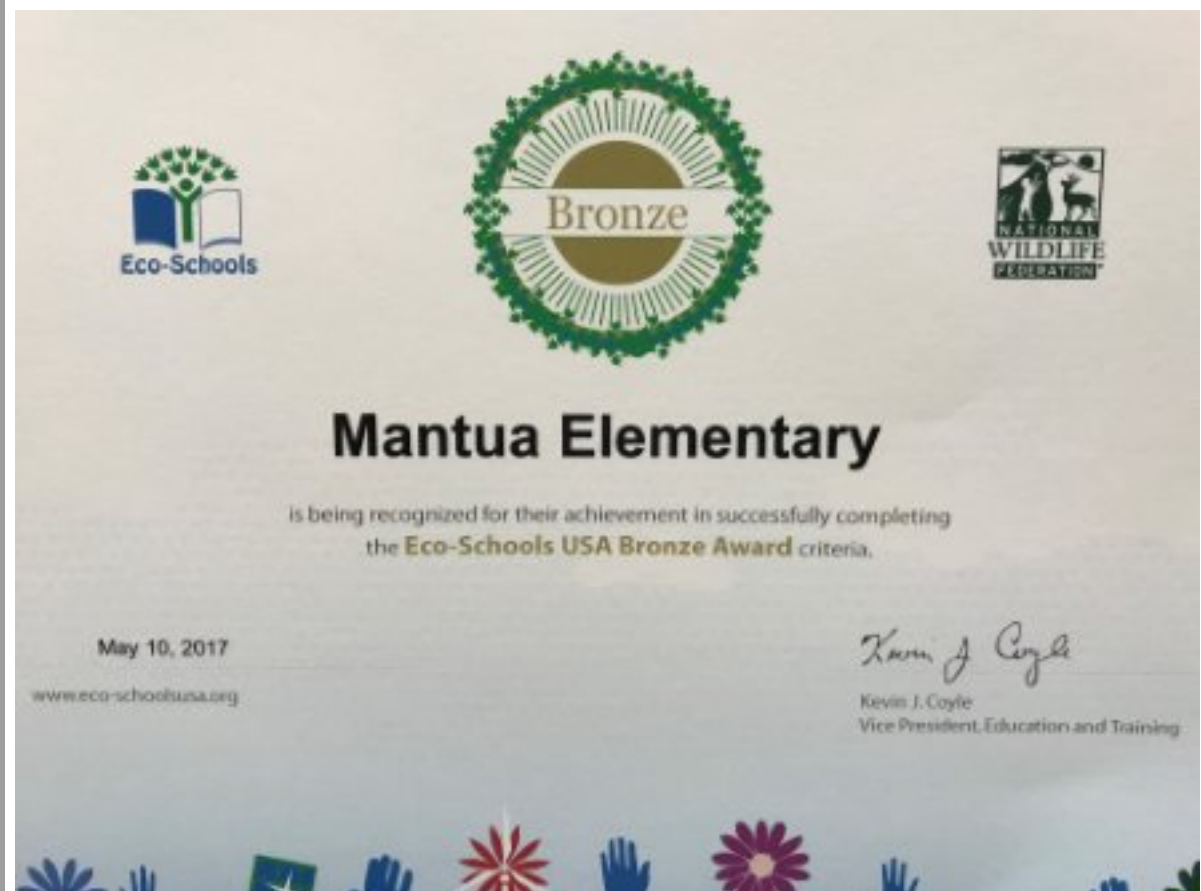 Bronze
Eco-Schools
NATIONAL
WILDLIFE
FEDERATION
Mantua Elementary
is being recognized for their achievement in successfully completing
the Eco-Schools USA Bronze Award criteria.
May 10, 2017
www.eco-schoolsusa.org
Kevin J Coyle
Kevin J. Coyle
Vice President, Education and Training